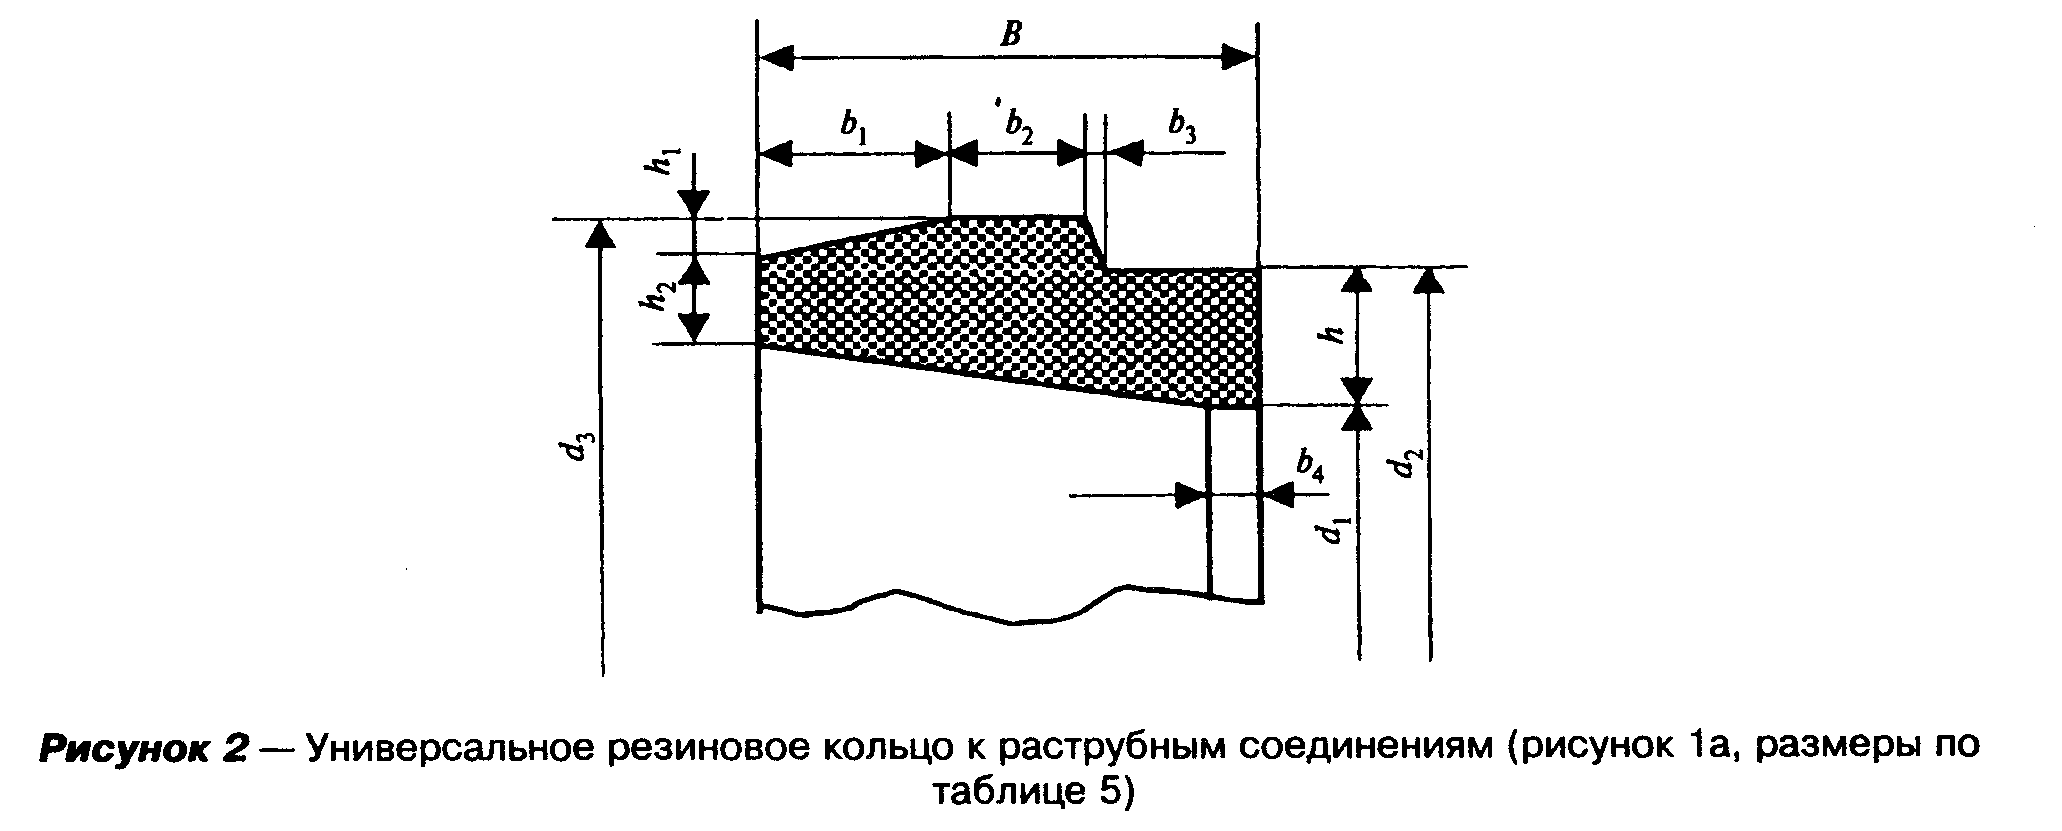 B
b1 b2 b3
h1
h2
h
d3
b4
d2
d1
Рисунок 2 — Универсальное резиновое кольцо к раструбным соединениям (рисунок 1а, размеры по
таблице 5)